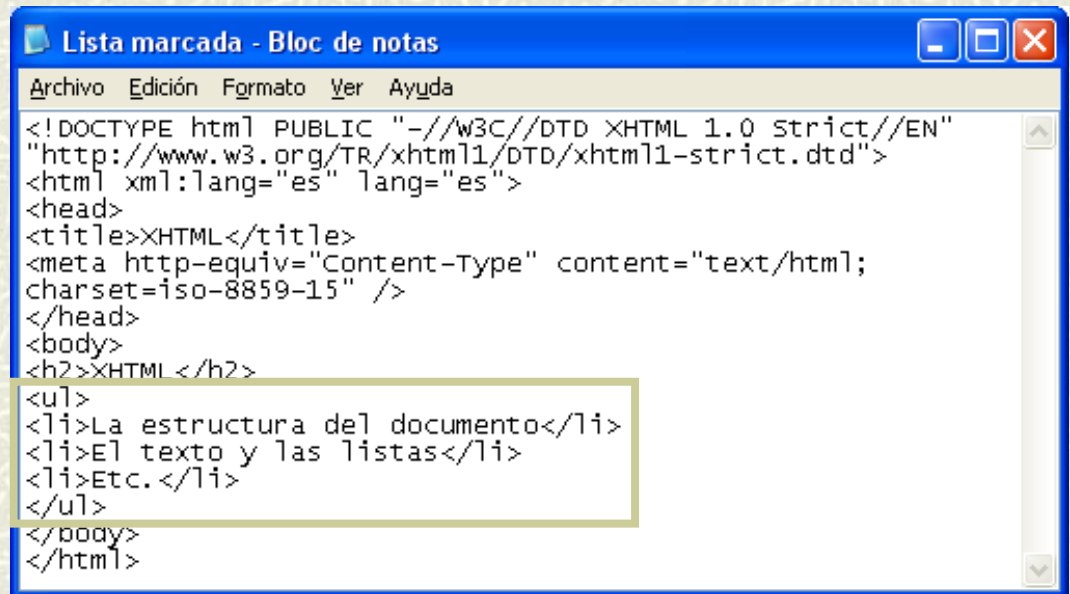 Lista marcada - Bloc de notas
Archivo Edición Formato Ver Ayuda
<!DOCTYPE html PUBLIC "-//W3C//DTD XHTML 1.0 Strict//EN"
"http://www.w3.org/TR/xhtml1/DTD/xhtml1-strict.dtd">
<html xml:lang="es" lang="es">
<head>
<title>XHTML</title>
<meta http-equiv="Content-Type" content="text/html;
charset=iso-8859-15" />
</head>
<body>
<h2>XHTML</h2>
<ul>
<li>La estructura del documento</li>
<li>El texto y las listas</li>
<li>Etc.</li>
</ul>
</body>
</html>